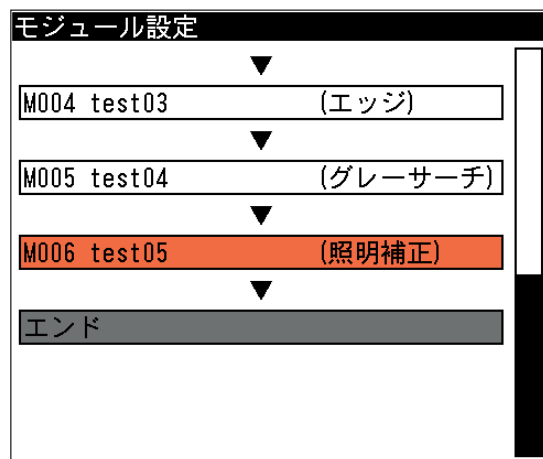 モジュール設定
▼
M004 test03 (エッジ)
▼
M005 test04 (グレーサーチ)
▼
M006 test05 (照明補正)
▼
エンド